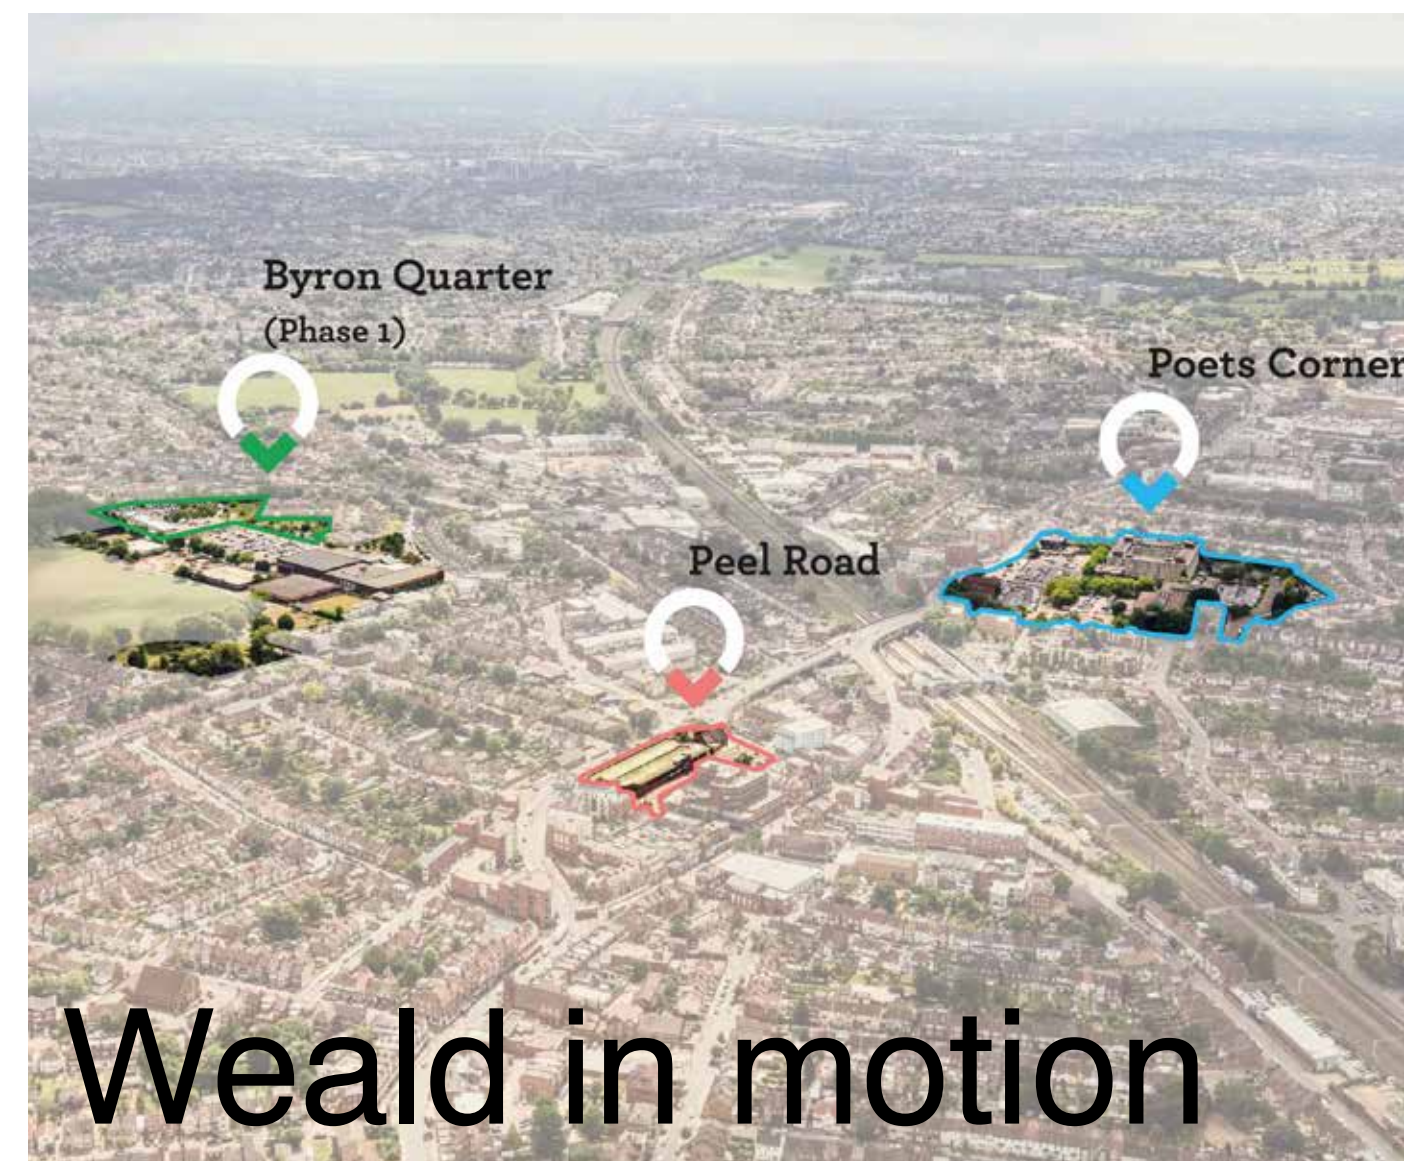 Byron Quarter
(Phase 1)
Poets Corner
Peel Road
Weald in motion